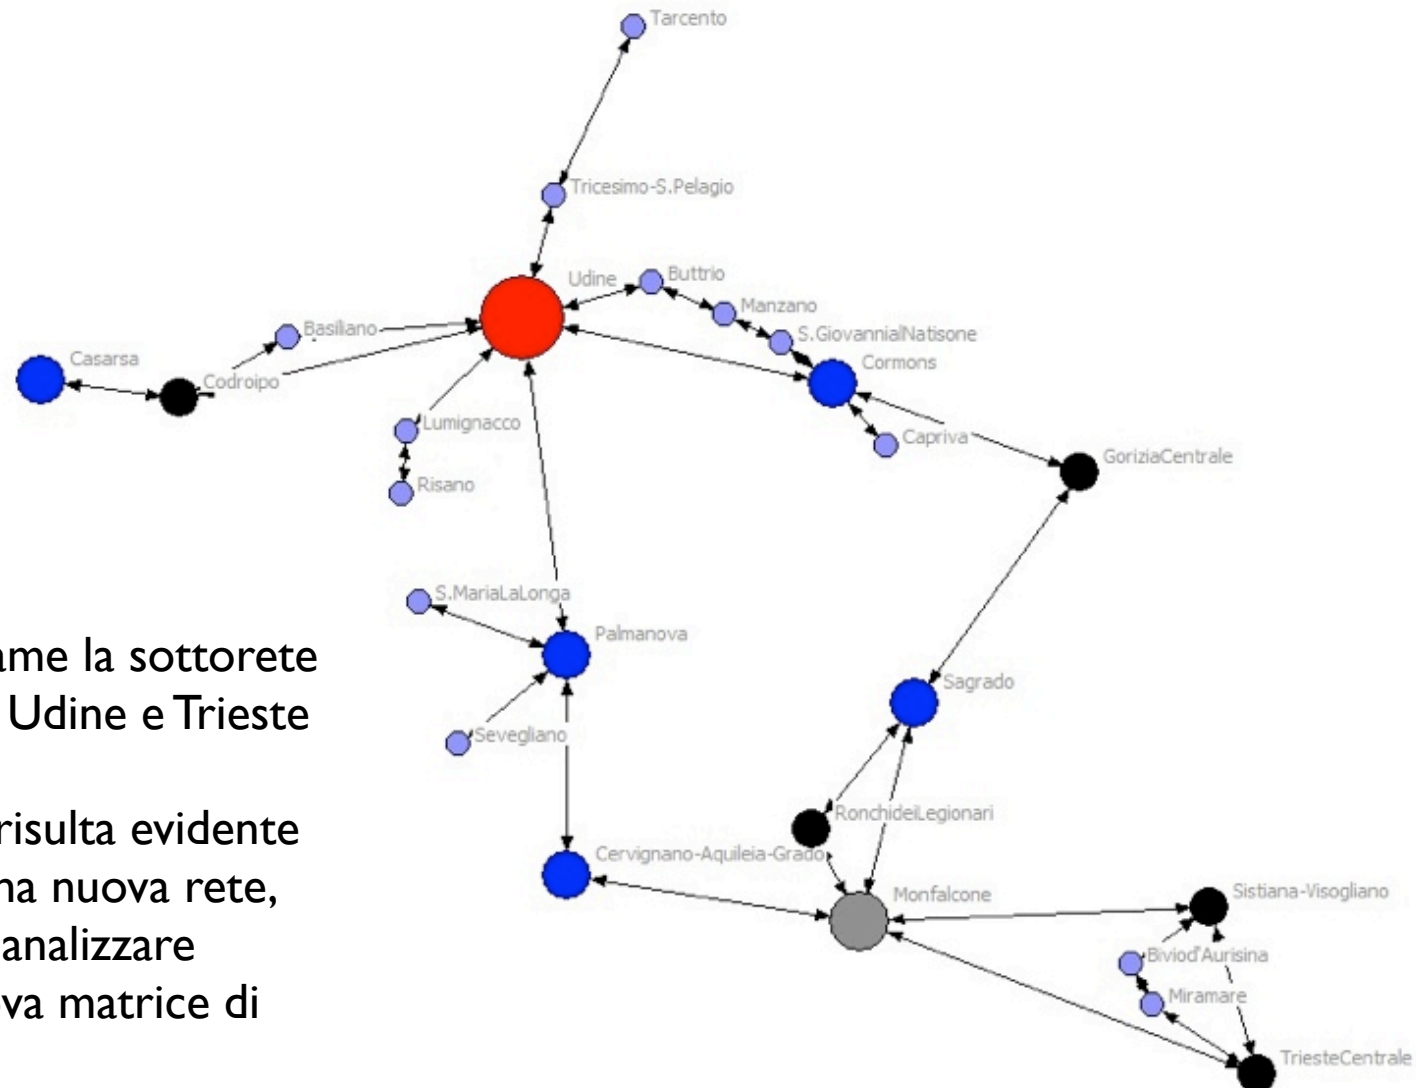 Tarcento
Tricesimo-S.Pelagio
Udine
Buttrio
Manzano
S.GiovannialNatisone
Cormons
Basiliano
Casarsa
Codroipo
Lumignacco
Capriva
GoriziaCentrale
Risano
S.MariaLaLonga
Palmanova
Sagrado
Sevegliano
RonchideiLegionari
Cervignano-Aquileia-Grado
Monfalcone
Sistiana-Visogliano
Biviod'Aurisina
Miramare
TriesteCentrale
ame la sottorete
Udine e Trieste
risulta evidente
na nuova rete,
analizzare
va matrice di